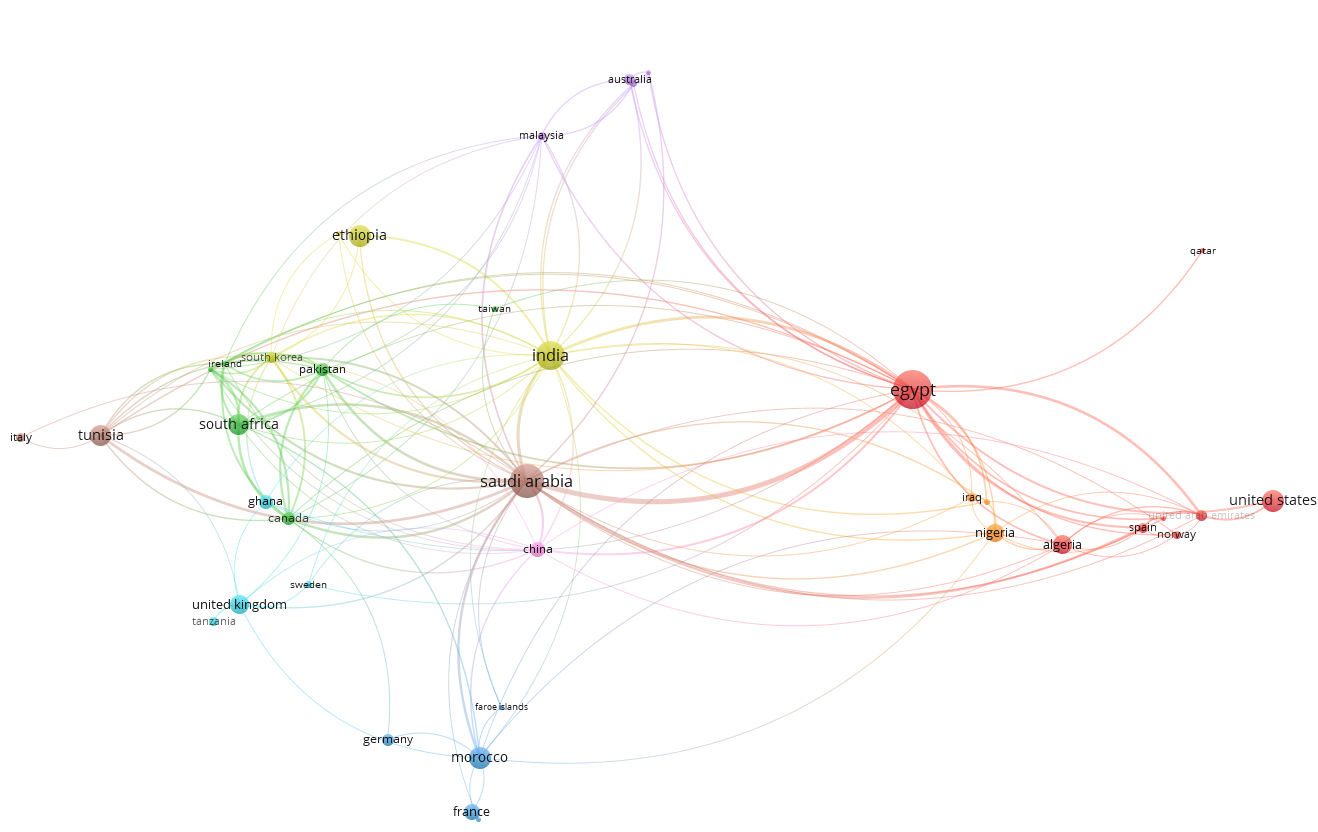 australia
malaysia
ethiopia
qatar
taiwan
india
south korea
ireland
pakistan
egypt
south africa
tunisia
italy
saudi arabia
iraq
united states
ghana
united arab emirates
canada
spain
nigeria
norway
algeria
china
sweden
united kingdom
tanzania
faroe islands
germany
morocco
france